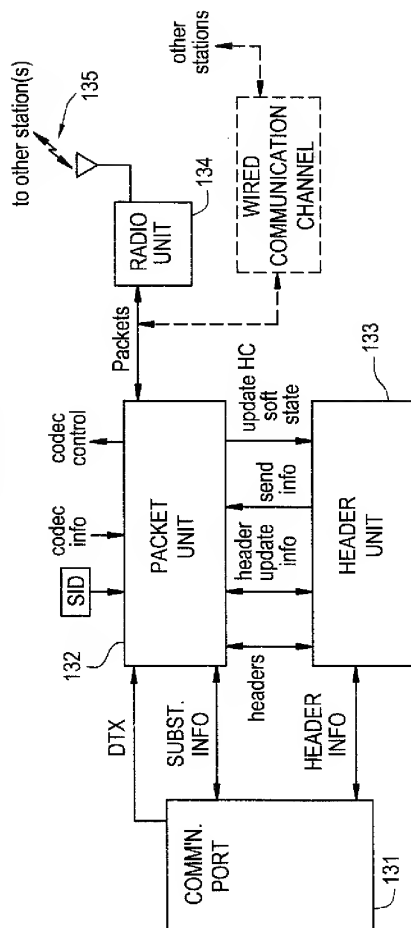 to other station(s)
135
other
stations
RADIO
UNIT
134
WIRED
COMMUNICATION
CHANNEL
Packets
codec
control
codec
info
SID
132
PACKET
UNIT
update HC
soft
state
send
info
header
update
info
headers
133
HEADER
UNIT
DTX
SUBST.
INFO
HEADER
INFO
COMM'N.
PORT
131